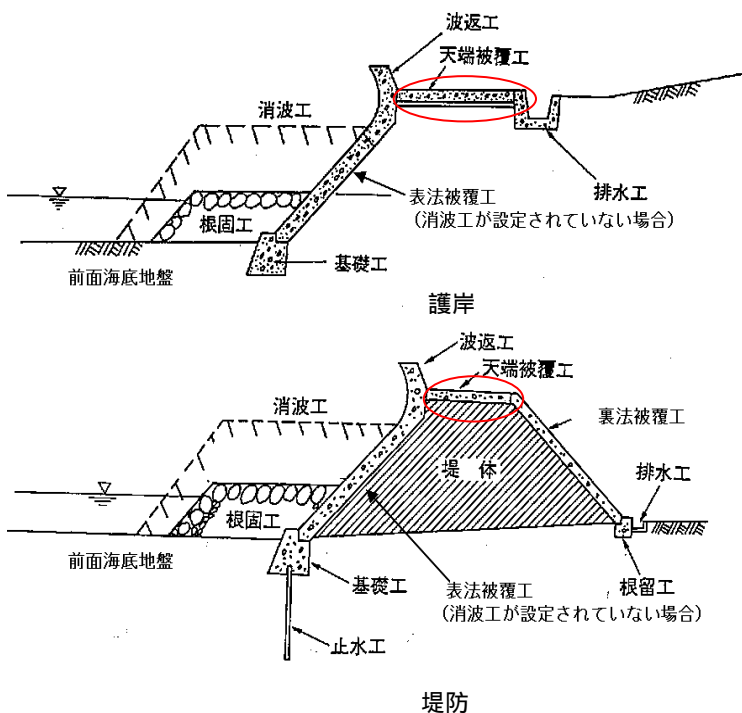 波返工
天端被覆工
消波工
表法被覆工
(消波工が設定されていない場合)
排水工
根固工
基礎工
前面海底地盤
護岸
波返工
天端被覆工
消波工
裏法被覆工
堤体
排水工
根固工
前面海底地盤
基礎工
表法被覆工
(消波工が設定されていない場合)
根留工
止水工
堤防